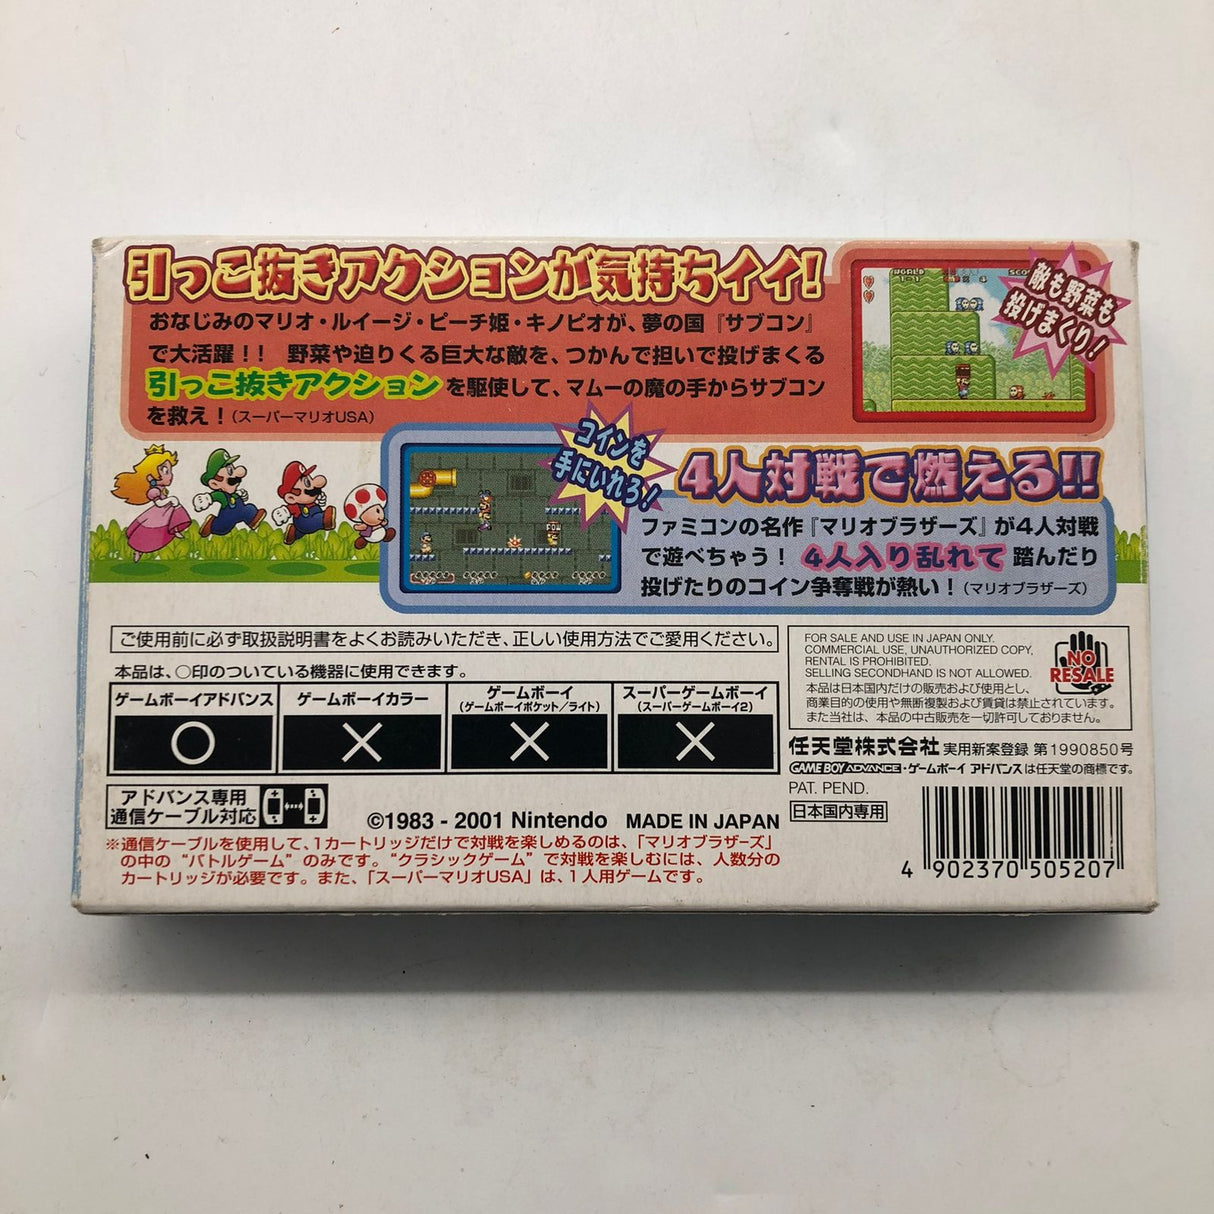 引っこ抜きアクションが気持ちイイ!
おなじみのマリオ・ルイージ・ピーチ姫・キノピオが、夢の国『サブコン』
で大活躍!! 野菜や迫りくる巨大な敵を、つかんで担いで投げまくる
引っこ抜きアクションを駆使して、マムーの魔の手からサブコン
を救え!(スーパーマリオUSA)
WORLD
1-1
敵も野菜も
投げまくり!
コインを
手にいれろ!
POW
4人対戦で燃える!!
ファミコンの名作『マリオブラザーズ』が4人対戦
で遊べちゃう! 4人入り乱れて 踏んだり
投げたりのコイン争奪戦が熱い!(マリオブラザーズ)
ご使用前に必ず取扱説明書をよくお読みいただき、正しい使用方法でご愛用ください。
本品は、○印のついている機器に使用できます。
ゲームボーイアドバンス ゲームボーイカラー ゲームボーイ スーパーゲームボーイ
(ゲームボーイポケット/ライト) (スーパーゲームボーイ2)
○ × × ×
アドバンス専用
通信ケーブル対応
©1983 - 2001 Nintendo MADE IN JAPAN
※通信ケーブルを使用して、1カートリッジだけで対戦を楽しめるのは、「マリオブラザーズ」
の中の“バトルゲーム”のみです。“クラシックゲーム”で対戦を楽しむには、人数分の
カートリッジが必要です。また、「スーパーマリオUSA」は、1人用ゲームです。
FOR SALE AND USE IN JAPAN ONLY.
COMMERCIAL USE, UNAUTHORIZED COPY,
RENTAL IS PROHIBITED.
SELLING SECONDHAND IS NOT ALLOWED.
本品は日本国内だけの販売および使用とし、
商業目的の使用や無断複製および賃貸は禁止されています。
また当社は、本品の中古販売を一切許可しておりません。
NO
RESALE
任天堂株式会社 実用新案登録 第1990850号
GAME BOY ADVANCE・ゲームボーイ アドバンスは任天堂の商標です。
PAT. PEND.
日本国内専用
4 902370 505207